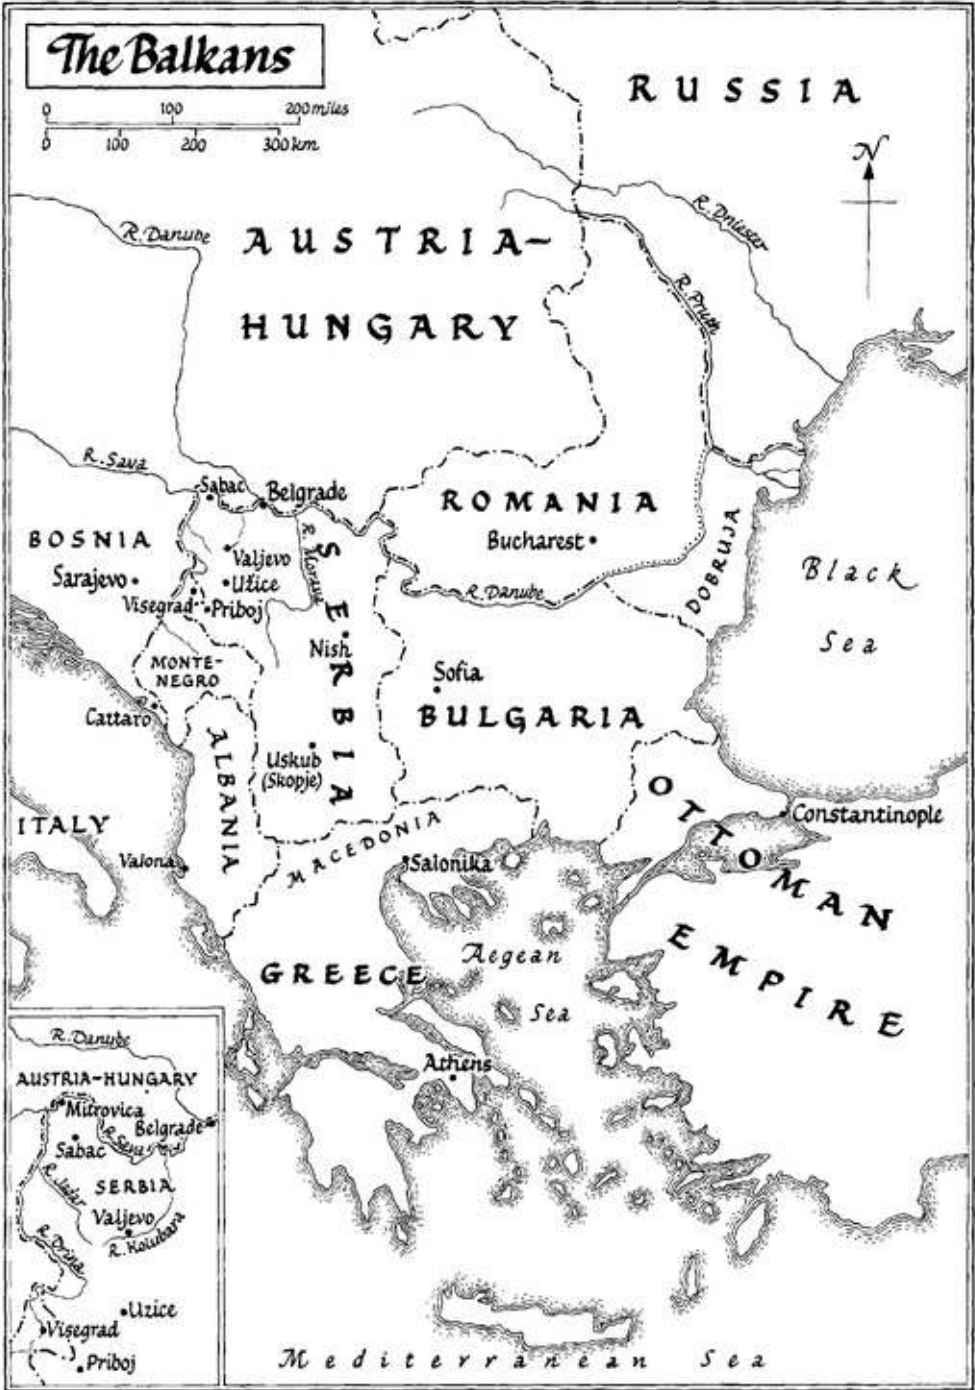 The Balkans
0 100 200 miles
0 100 200 300 km
RUSSIA
N
R. Dniester
R. Danube
AUSTRIA-
HUNGARY
R. Pruth
R. Sava
Sabac
Belgrade
ROMANIA
Bucharest
BOSNIA
Sarajevo
Valjevo
Užice
Visegrad
Priboj
R. Morava
SERBIA
R. Danube
DOBRUJA
Black
Sea
Nish
MONTE-
NEGRO
Sofia
BULGARIA
Cattaro
ALBANIA
Uskub
(Skopje)
ITALY
Valona
MACEDONIA
Salonika
Constantinople
OTTOMAN
EMPIRE
GREECE
Aegean
Sea
Athens
Mediterranean Sea
R. Danube
AUSTRIA-HUNGARY
Mitrovica
Belgrade
R. Sava
Sabac
R. Jadar
SERBIA
Valjevo
R. Kolubara
R. Drina
Uzice
Visegrad
Priboj